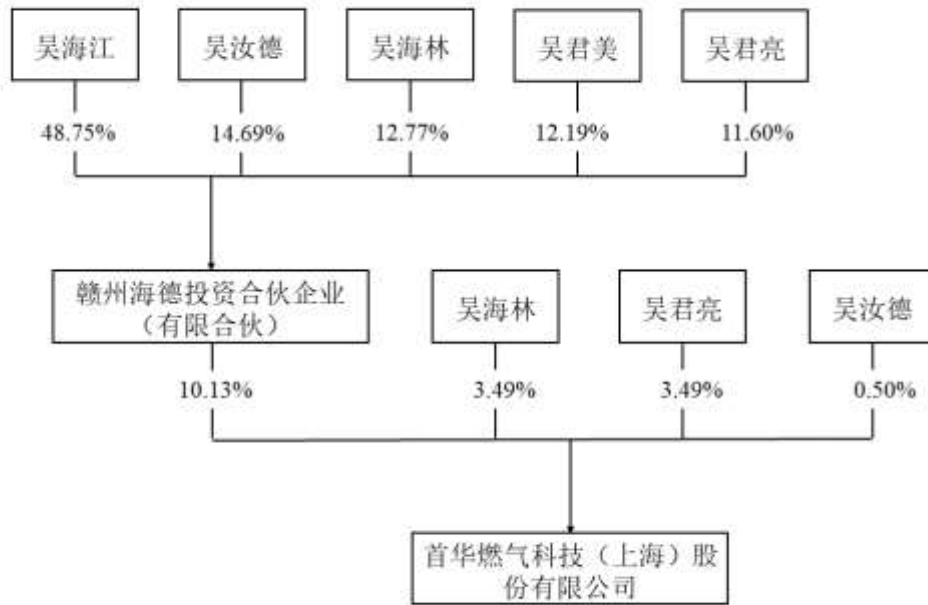 吴海江
吴汝德
吴海林
吴君美
吴君亮
48.75%
14.69%
12.77%
12.19%
11.60%
赣州海德投资合伙企业
（有限合伙）
吴海林
吴君亮
吴汝德
10.13%
3.49%
3.49%
0.50%
首华燃气科技（上海）股
份有限公司